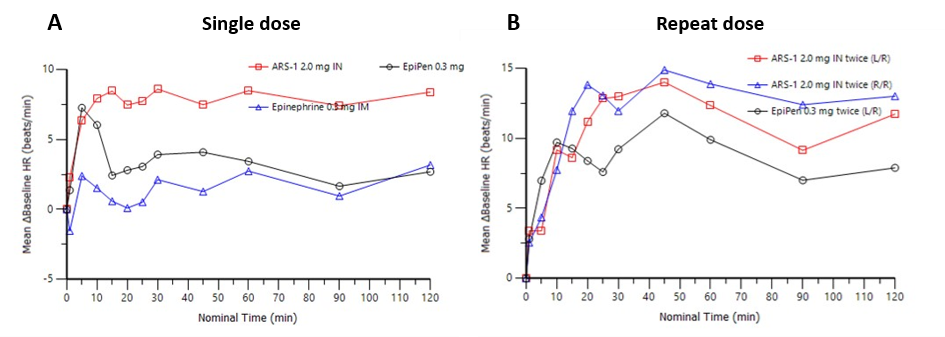 A
Single dose
ARS-1 2.0 mg IN
EpiPen 0.3 mg
Epinephrine 0.3 mg IM
10
5
0
-5
Mean ΔBaseline HR (beats/min)
0 10 20 30 40 50 60 70 80 90 100 110 120
Nominal Time (min)
B
Repeat dose
ARS-1 2.0 mg IN twice (L/R)
ARS-1 2.0 mg IN twice (R/R)
EpiPen 0.3 mg twice (L/R)
15
10
5
0
Mean ΔBaseline HR (beats/min)
0 10 20 30 40 50 60 70 80 90 100 110 120
Nominal Time (min)